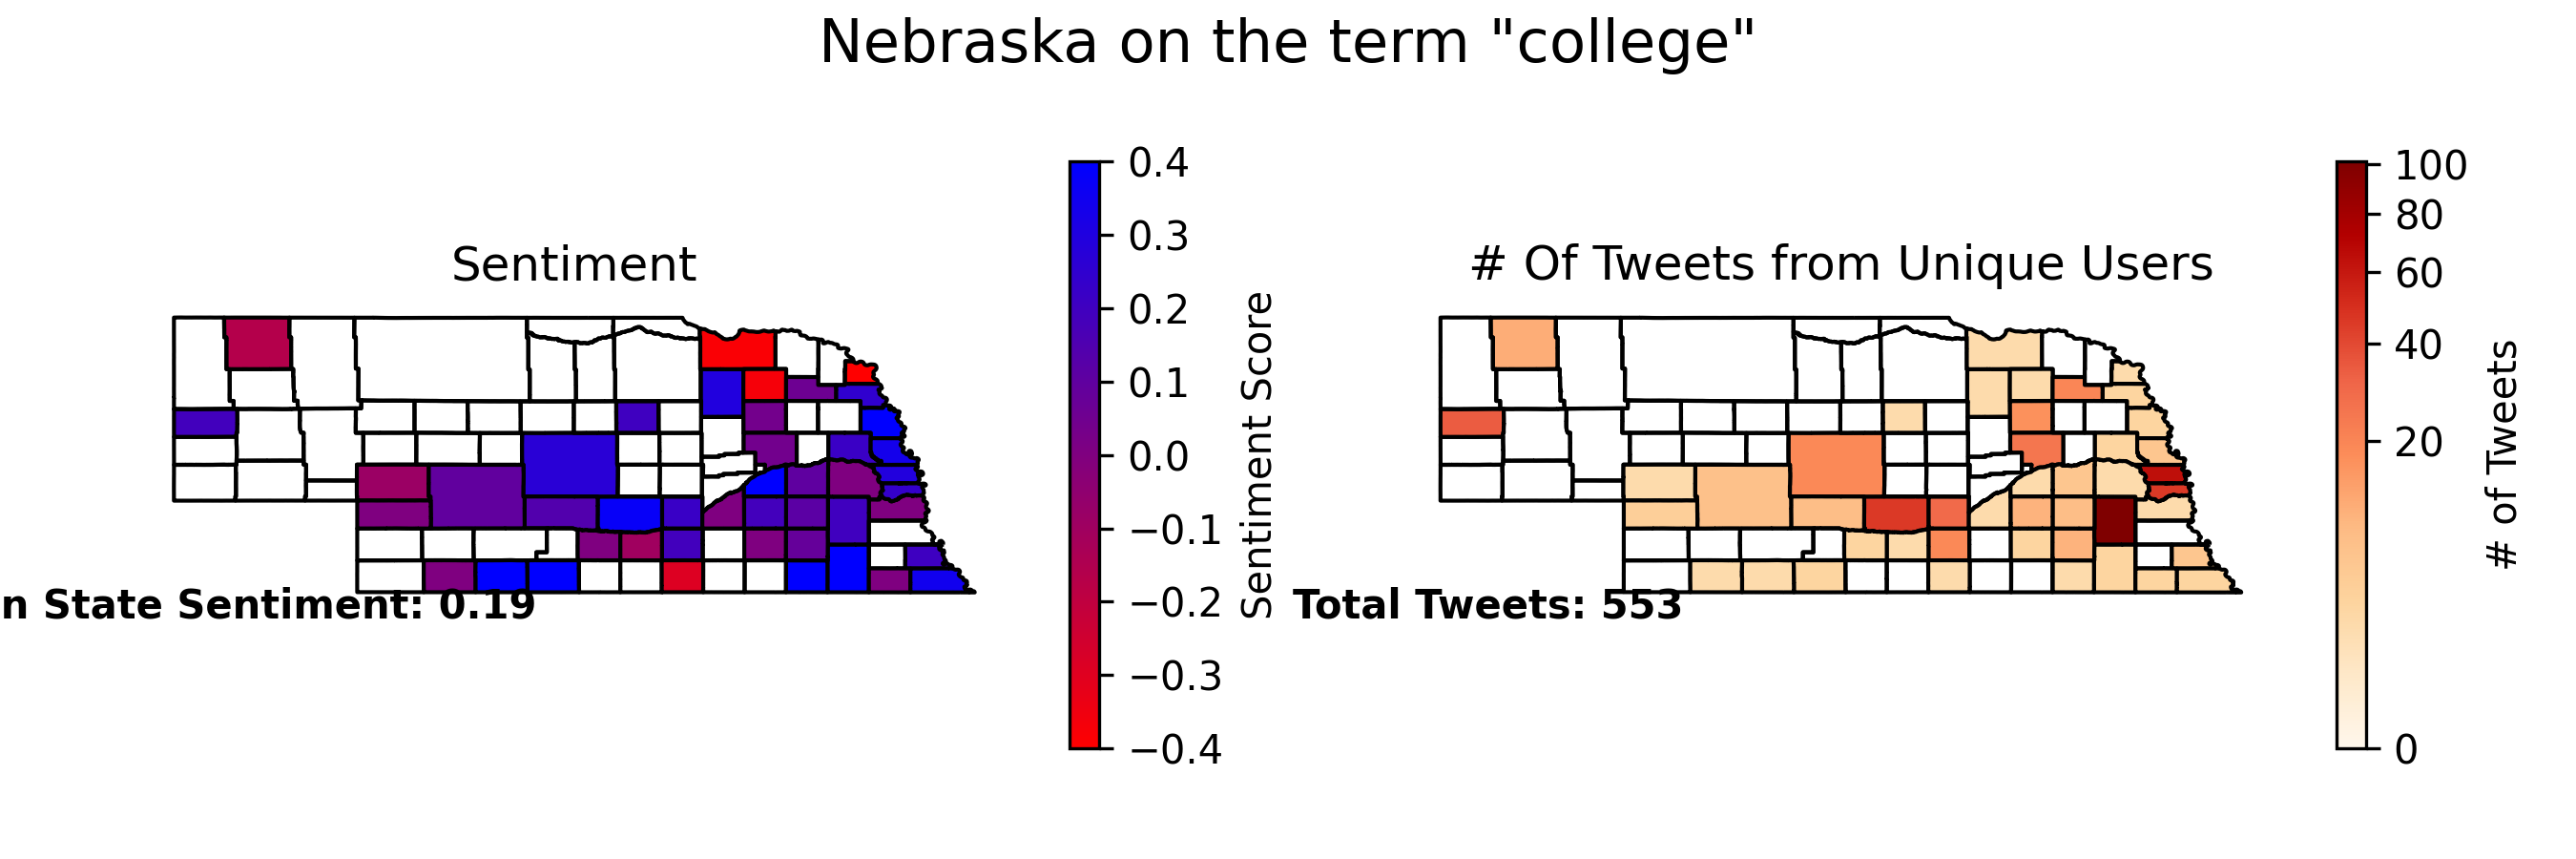 Nebraska on the term "college"
Sentiment
0.4
0.3
0.2
0.1
0.0
−0.1
−0.2
−0.3
−0.4
Sentiment Score
n State Sentiment: 0.19
# Of Tweets from Unique Users
100
80
60
40
20
0
# of Tweets
Total Tweets: 553